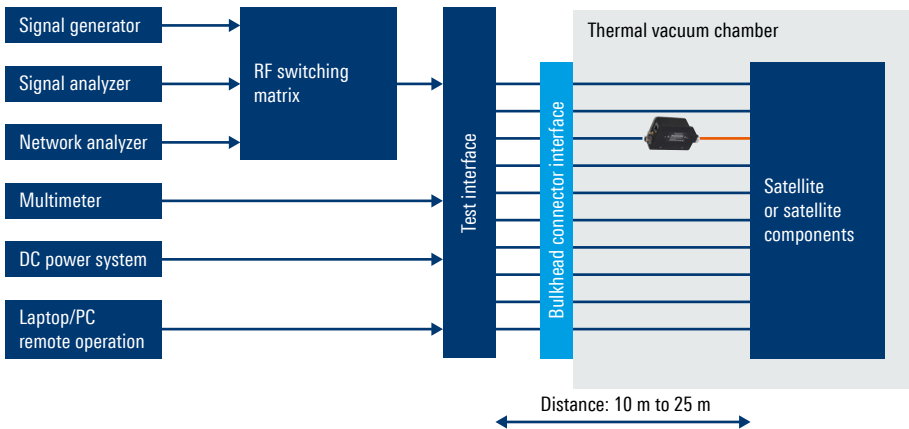 Signal generator
Signal analyzer
Network analyzer
Multimeter
DC power system
Laptop/PC
remote operation
RF switching
matrix
Test interface
Bulkhead connector interface
Thermal vacuum chamber
Satellite
or satellite
components
Distance: 10 m to 25 m